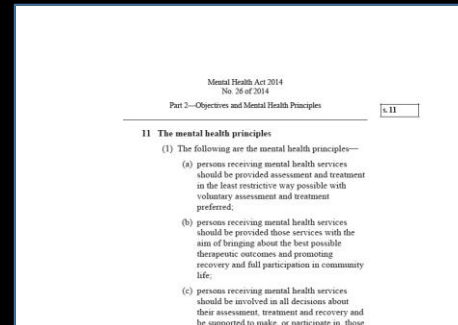 Mental Health Act 2014
No. 26 of 2014
Part 2—Objectives and Mental Health Principles
s. 11
11 The mental health principles
(1) The following are the mental health principles—
(a) persons receiving mental health services
should be provided assessment and treatment
in the least restrictive way possible with
voluntary assessment and treatment
preferred;
(b) persons receiving mental health services
should be provided those services with the
aim of bringing about the best possible
therapeutic outcomes and promoting
recovery and full participation in community
life;
(c) persons receiving mental health services
should be involved in all decisions about
their assessment, treatment and recovery and
be supported to make, or participate in, those